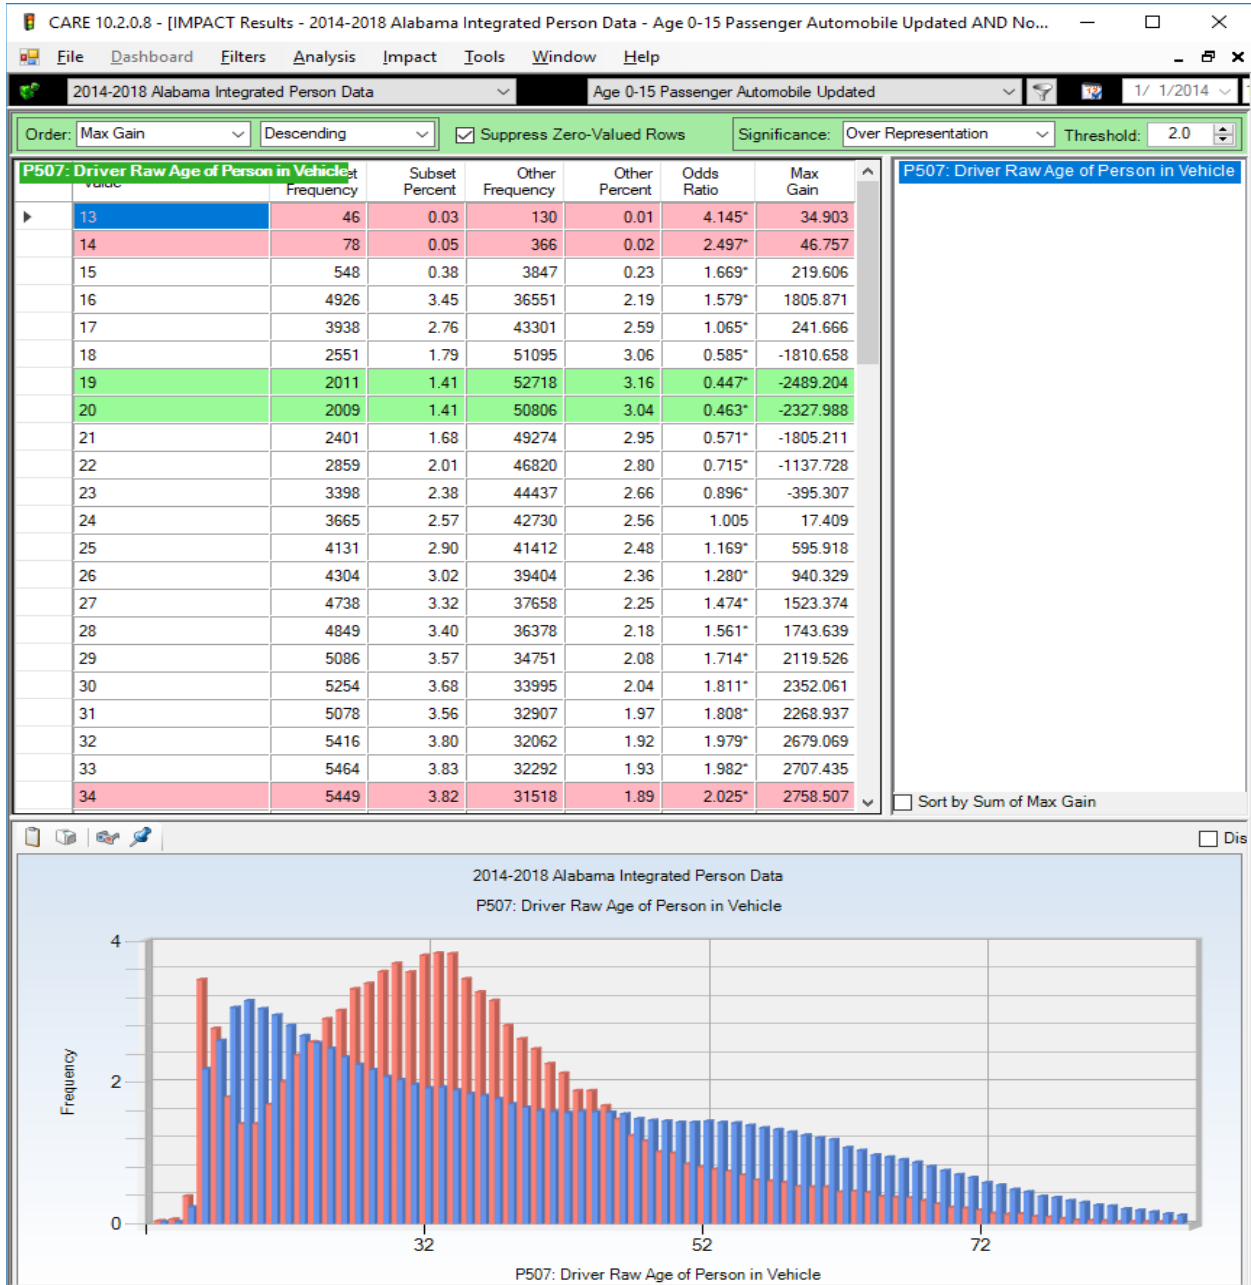 CARE 10.2.0.8 - [IMPACT Results - 2014-2018 Alabama Integrated Person Data - Age 0-15 Passenger Automobile Updated AND No...
File Dashboard Filters Analysis Impact Tools Window Help
2014-2018 Alabama Integrated Person Data Age 0-15 Passenger Automobile Updated 1/ 1/2014
Order: Max Gain Descending Suppress Zero-Valued Rows Significance: Over Representation Threshold: 2.0
P507: Driver Raw Age of Person in Vehicle Frequency Subset Percent Other Frequency Other Percent Odds Ratio Max Gain P507: Driver Raw Age of Person in Vehicle
13 46 0.03 130 0.01 4.145* 34.903
14 78 0.05 366 0.02 2.497* 46.757
15 548 0.38 3847 0.23 1.669* 219.606
16 4926 3.45 36551 2.19 1.579* 1805.871
17 3938 2.76 43301 2.59 1.065* 241.666
18 2551 1.79 51095 3.06 0.585* -1810.658
19 2011 1.41 52718 3.16 0.447* -2489.204
20 2009 1.41 50806 3.04 0.463* -2327.988
21 2401 1.68 49274 2.95 0.571* -1805.211
22 2859 2.01 46820 2.80 0.715* -1137.728
23 3398 2.38 44437 2.66 0.896* -395.307
24 3665 2.57 42730 2.56 1.005 17.409
25 4131 2.90 41412 2.48 1.169* 595.918
26 4304 3.02 39404 2.36 1.280* 940.329
27 4738 3.32 37658 2.25 1.474* 1523.374
28 4849 3.40 36378 2.18 1.561* 1743.639
29 5086 3.57 34751 2.08 1.714* 2119.526
30 5254 3.68 33995 2.04 1.811* 2352.061
31 5078 3.56 32907 1.97 1.808* 2268.937
32 5416 3.80 32062 1.92 1.979* 2679.069
33 5464 3.83 32292 1.93 1.982* 2707.435
34 5449 3.82 31518 1.89 2.025* 2758.507
Sort by Sum of Max Gain
Dis
2014-2018 Alabama Integrated Person Data
P507: Driver Raw Age of Person in Vehicle
4
2
0
Frequency
32 52 72
P507: Driver Raw Age of Person in Vehicle